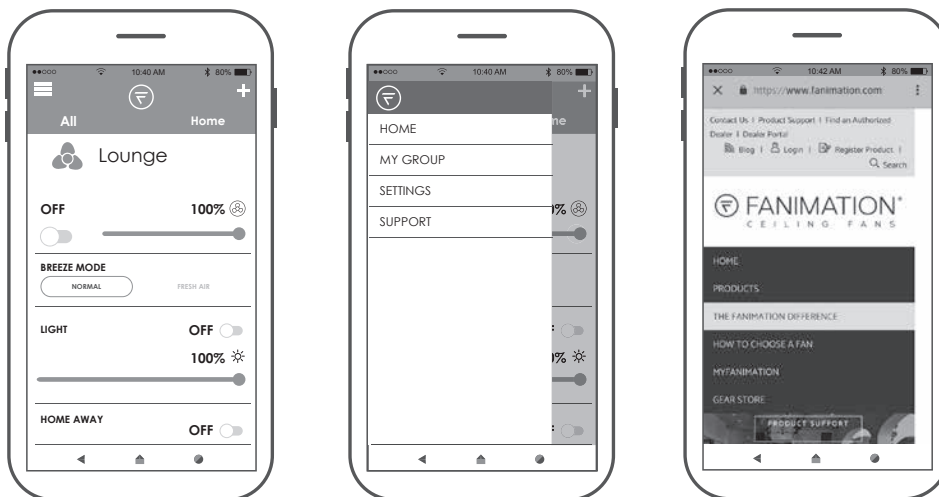 10:40 AM
80%
All
Home
Lounge
OFF
100%
BREEZE MODE
NORMAL
FRESH AIR
LIGHT
OFF
100%
HOME AWAY
OFF
10:40 AM
80%
HOME
MY GROUP
SETTINGS
SUPPORT
me
0%
0%
10:42 AM
80%
https://www.fanimation.com
Contact Us | Product Support | Find an Authorized
Dealer | Dealer Portal
Blog | Login | Register Product |
Search
FANIMATION
CEILING FANS
HOME
PRODUCTS
THE FANIMATION DIFFERENCE
HOW TO CHOOSE A FAN
MYFANIMATION
GEAR STORE
PRODUCT SUPPORT